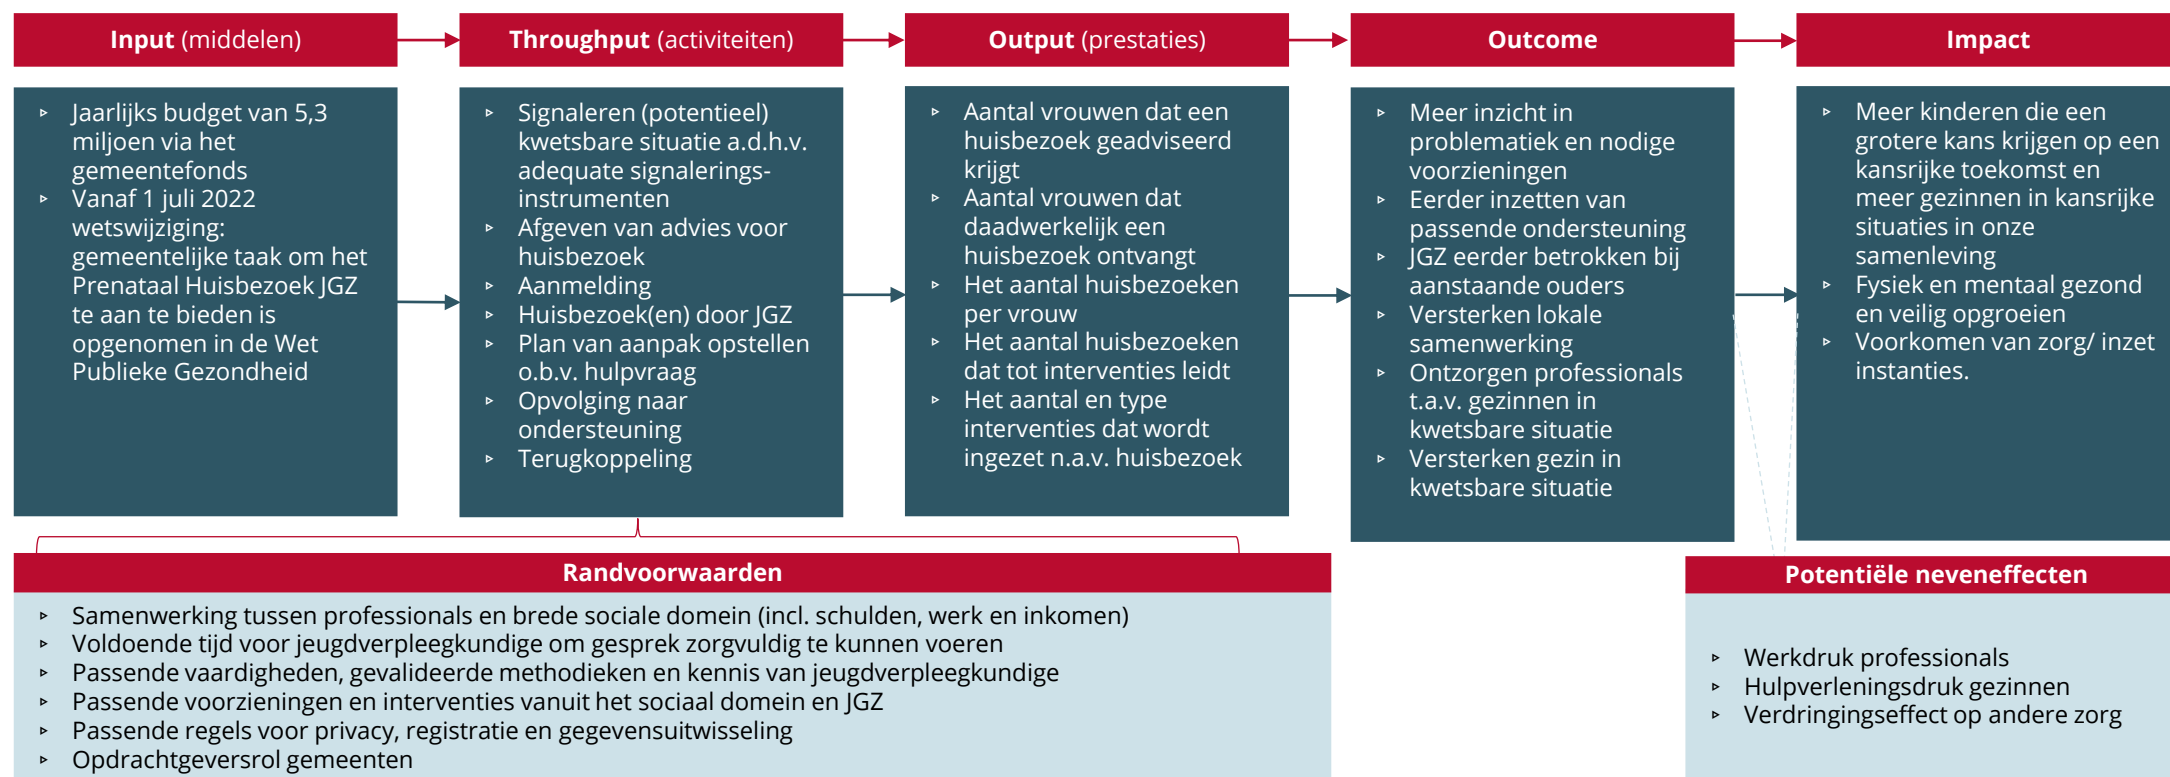 Input (middelen)
Throughput (activiteiten)
Output (prestaties)
Outcome
Impact
▹ Jaarlijks budget van 5,3
miljoen via het
gemeentefonds
▹ Vanaf 1 juli 2022
wetswijziging:
gemeentelijke taak om het
Prenataal Huisbezoek JGZ
te aan te bieden is
opgenomen in de Wet
Publieke Gezondheid
▹ Signaleren (potentieel)
kwetsbare situatie a.d.h.v.
adequate signalerings-
instrumenten
▹ Afgeven van advies voor
huisbezoek
▹ Aanmelding
▹ Huisbezoek(en) door JGZ
▹ Plan van aanpak opstellen
o.b.v. hulpvraag
▹ Opvolging naar
ondersteuning
▹ Terugkoppeling
▹ Aantal vrouwen dat een
huisbezoek geadviseerd
krijgt
▹ Aantal vrouwen dat
daadwerkelijk een
huisbezoek ontvangt
▹ Het aantal huisbezoeken
per vrouw
▹ Het aantal huisbezoeken
dat tot interventies leidt
▹ Het aantal en type
interventies dat wordt
ingezet n.a.v. huisbezoek
▹ Meer inzicht in
problematiek en nodige
voorzieningen
▹ Eerder inzetten van
passende ondersteuning
▹ JGZ eerder betrokken bij
aanstaande ouders
▹ Versterken lokale
samenwerking
▹ Ontzorgen professionals
t.a.v. gezinnen in
kwetsbare situatie
▹ Versterken gezin in
kwetsbare situatie
▹ Meer kinderen die een
grotere kans krijgen op een
kansrijke toekomst en
meer gezinnen in kansrijke
situaties in onze
samenleving
▹ Fysiek en mentaal gezond
en veilig opgroeien
▹ Voorkomen van zorg/ inzet
instanties.
Randvoorwaarden
▹ Samenwerking tussen professionals en brede sociale domein (incl. schulden, werk en inkomen)
▹ Voldoende tijd voor jeugdverpleegkundige om gesprek zorgvuldig te kunnen voeren
▹ Passende vaardigheden, gevalideerde methodieken en kennis van jeugdverpleegkundige
▹ Passende voorzieningen en interventies vanuit het sociaal domein en JGZ
▹ Passende regels voor privacy, registratie en gegevensuitwisseling
▹ Opdrachtgeversrol gemeenten
Potentiële neveneffecten
▹ Werkdruk professionals
▹ Hulpverleningsdruk gezinnen
▹ Verdringingseffect op andere zorg